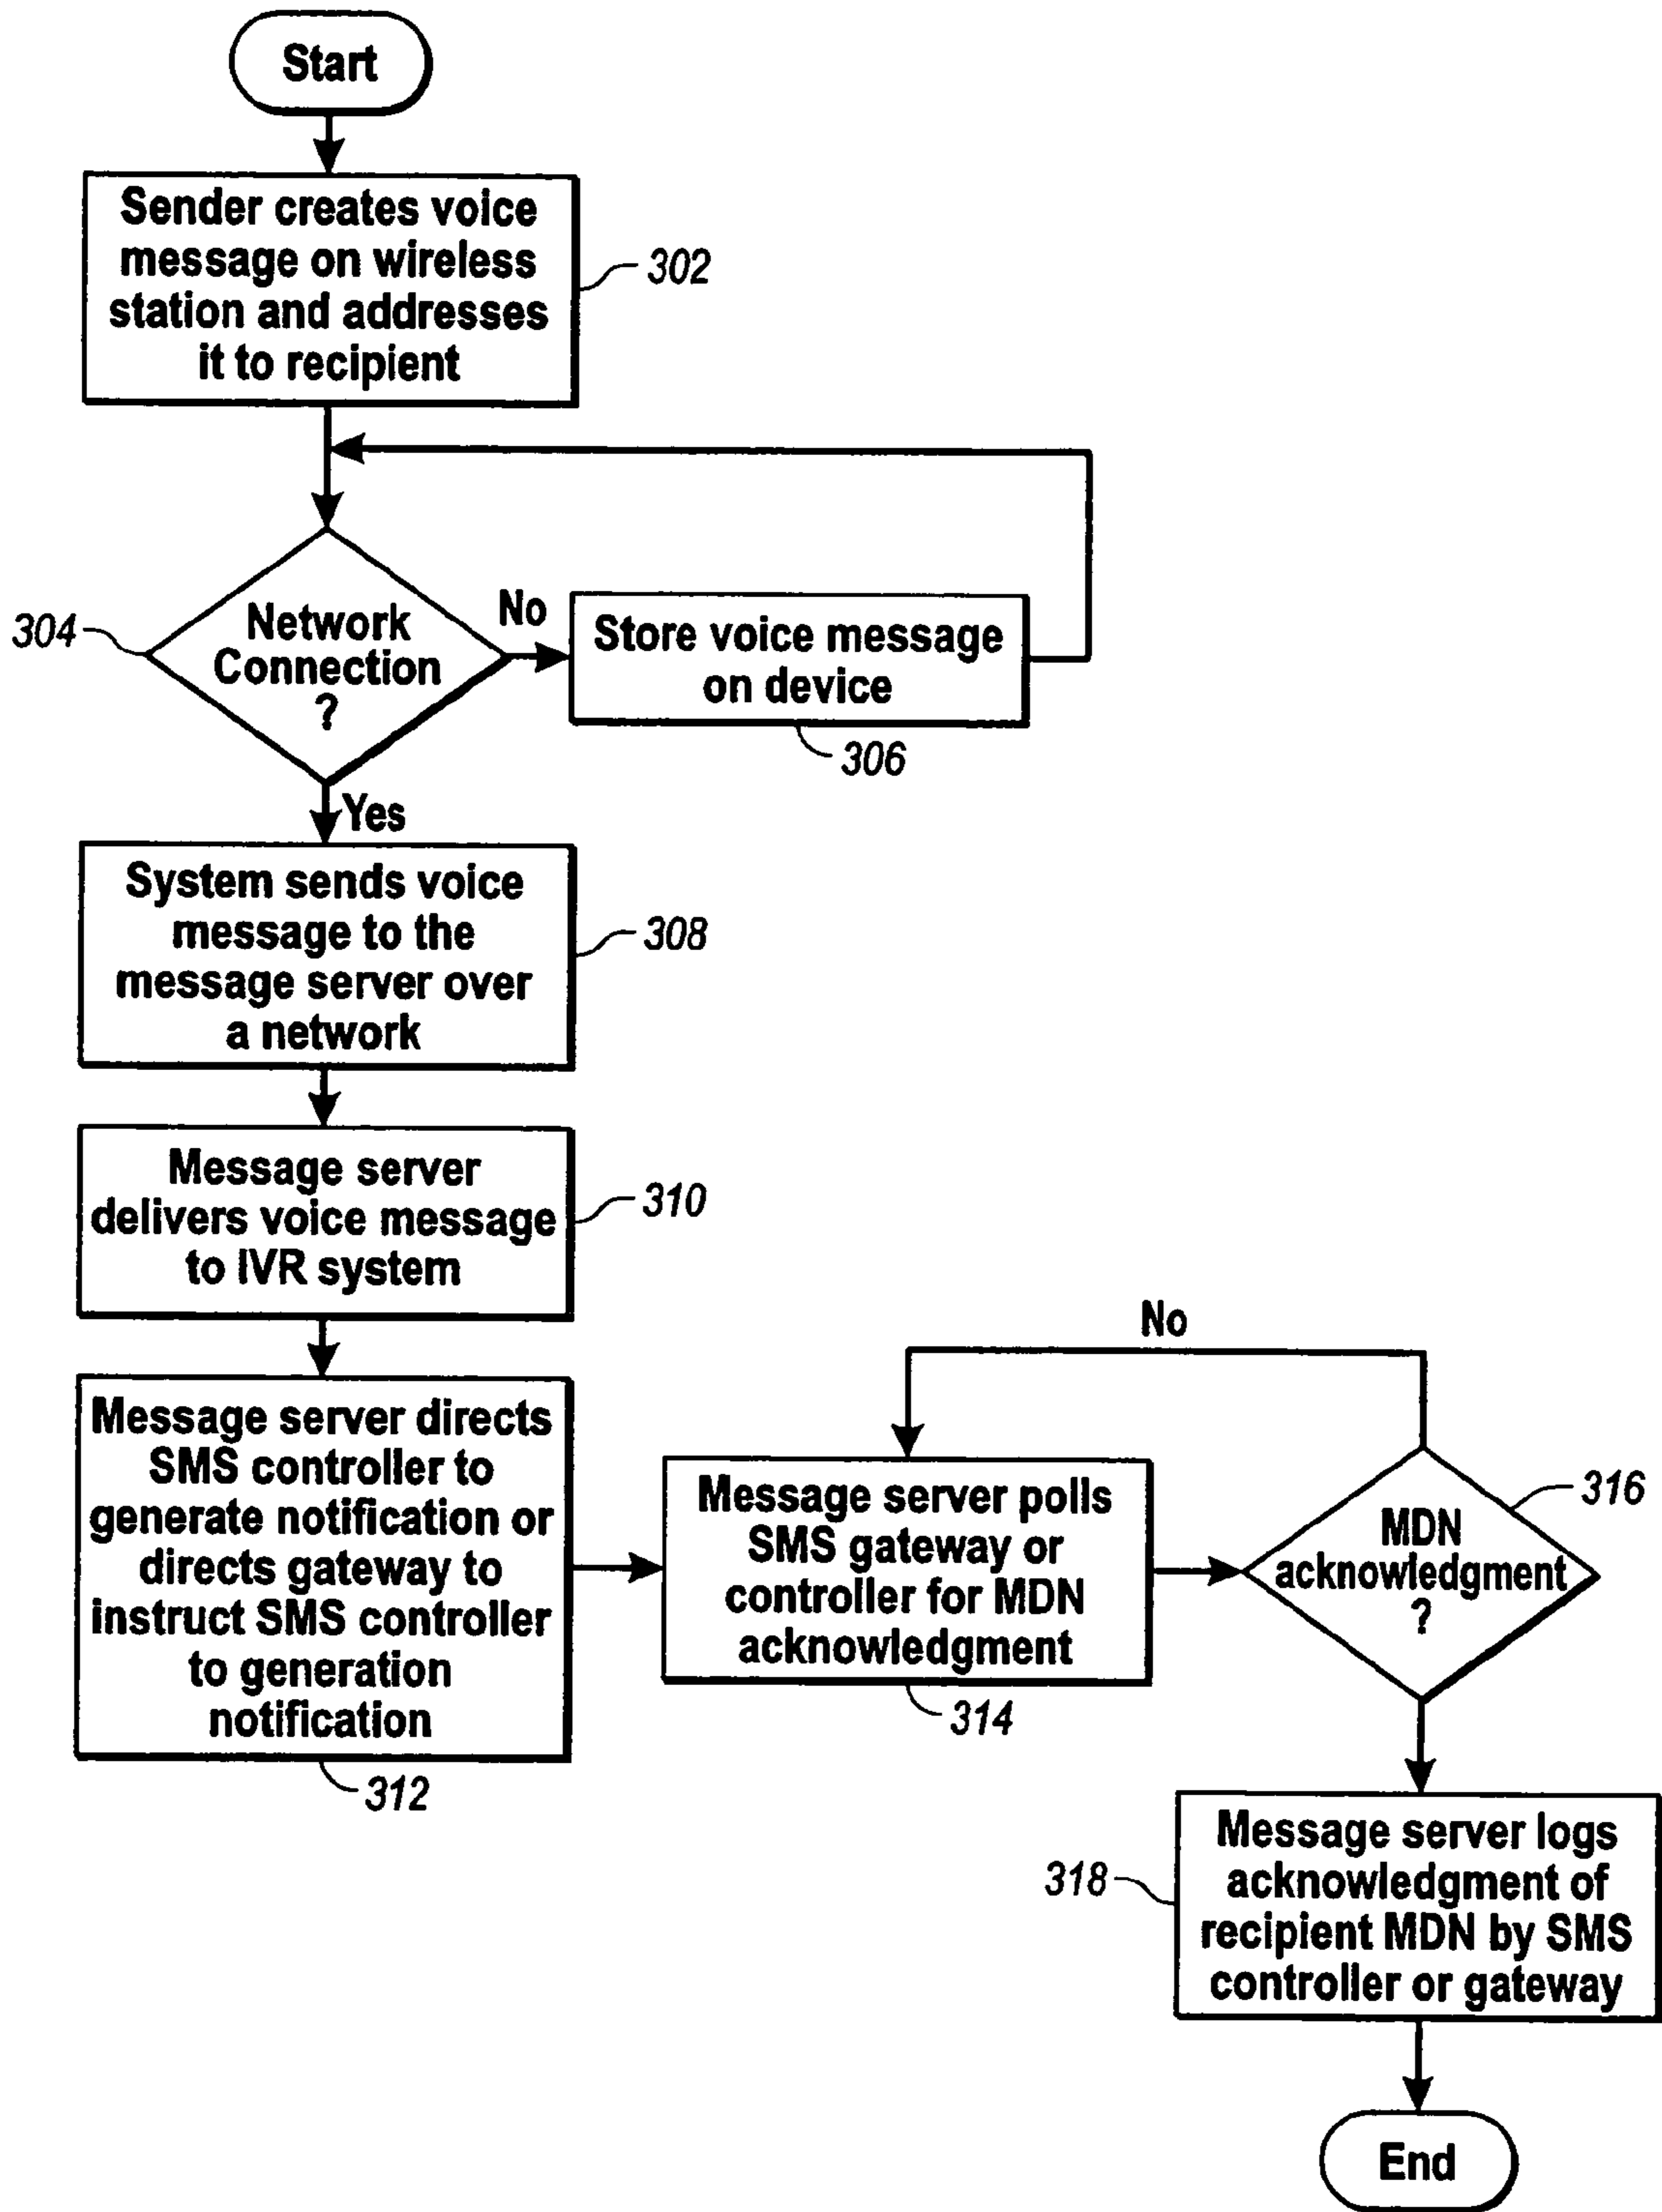 Start
Sender creates voice
message on wireless
station and addresses
it to recipient
302
304
Network
Connection
?
No
Store voice message
on device
306
Yes
System sends voice
message to the
message server over
a network
308
Message server
delivers voice message
to IVR system
310
Message server directs
SMS controller to
generate notification or
directs gateway to
instruct SMS controller
to generation
notification
312
Message server polls
SMS gateway or
controller for MDN
acknowledgment
314
No
MDN
acknowledgment
?
316
Message server logs
acknowledgment of
recipient MDN by SMS
controller or gateway
318
End